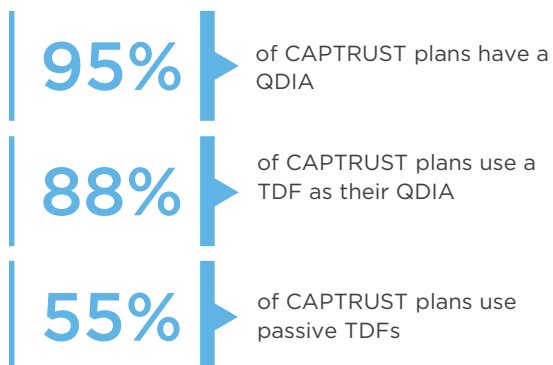 95%
of CAPTRUST plans have a
QDIA
88%
of CAPTRUST plans use a
TDF as their QDIA
55%
of CAPTRUST plans use
passive TDFs